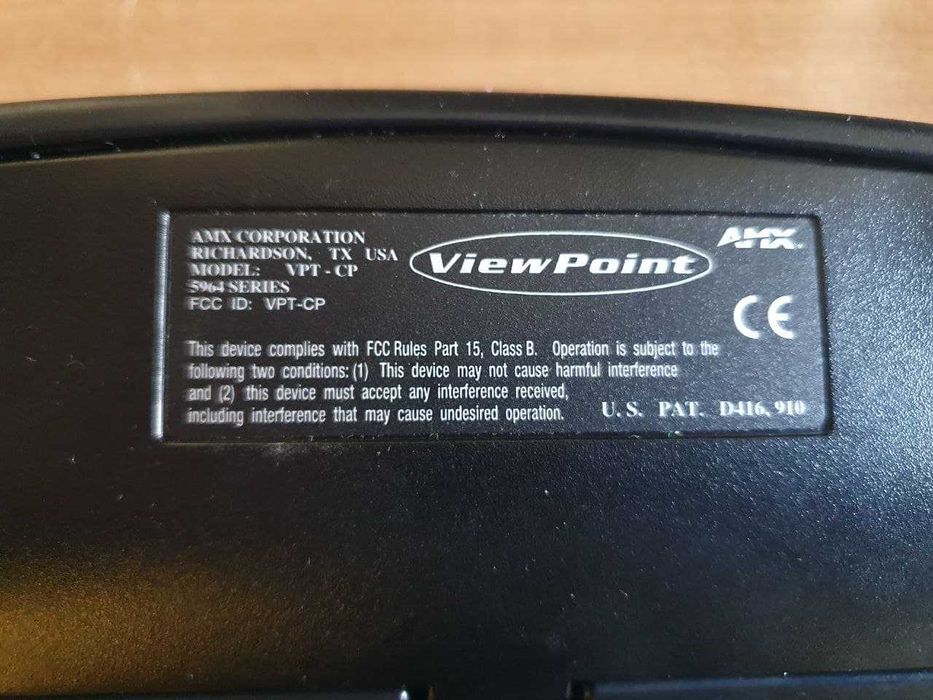 AMX CORPORATION
RICHARDSON, TX USA
MODEL: VPT - CP
5964 SERIES
FCC ID: VPT-CP
ViewPoint
AMX
CE
This device complies with FCC Rules Part 15, Class B. Operation is subject to the
following two conditions: (1) This device may not cause harmful interference
and (2) this device must accept any interference received,
including interference that may cause undesired operation.
U. S. PAT. D416, 910